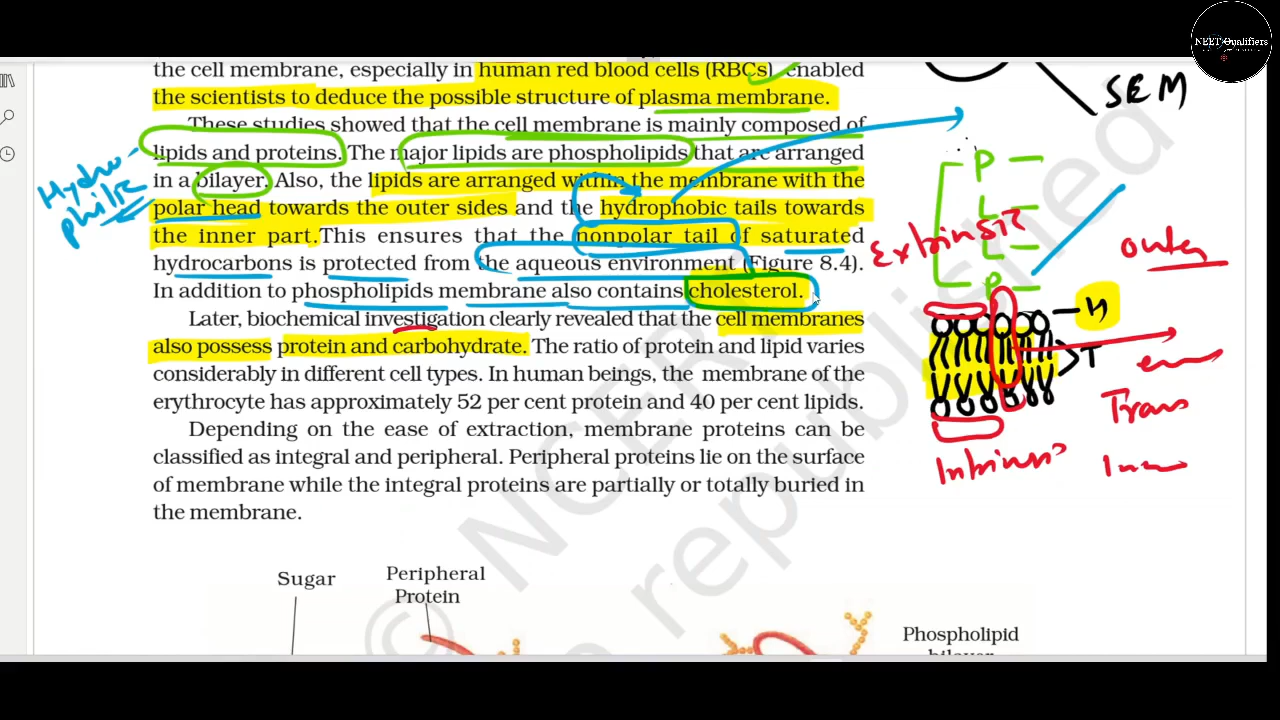 NEET Qualifiers
the cell membrane, especially in human red blood cells (RBCs), enabled
the scientists to deduce the possible structure of plasma membrane.
SEM
These studies showed that the cell membrane is mainly composed of
lipids and proteins. The major lipids are phospholipids that are arranged
in a bilayer. Also, the lipids are arranged within the membrane with the
polar head towards the outer sides and the hydrophobic tails towards
the inner part. This ensures that the nonpolar tail of saturated
hydrocarbons is protected from the aqueous environment (Figure 8.4).
In addition to phospholipids membrane also contains cholesterol.
Later, biochemical investigation clearly revealed that the cell membranes
also possess protein and carbohydrate. The ratio of protein and lipid varies
considerably in different cell types. In human beings, the membrane of the
erythrocyte has approximately 52 per cent protein and 40 per cent lipids.
Depending on the ease of extraction, membrane proteins can be
classified as integral and peripheral. Peripheral proteins lie on the surface
of membrane while the integral proteins are partially or totally buried in
the membrane.
Hydro
philic
P
L
L
P
Extrinsic
outer
H
T
Trans
Intrinsic
© NCERT
republished
Sugar
Peripheral
Protein
Phospholipid
bilayer